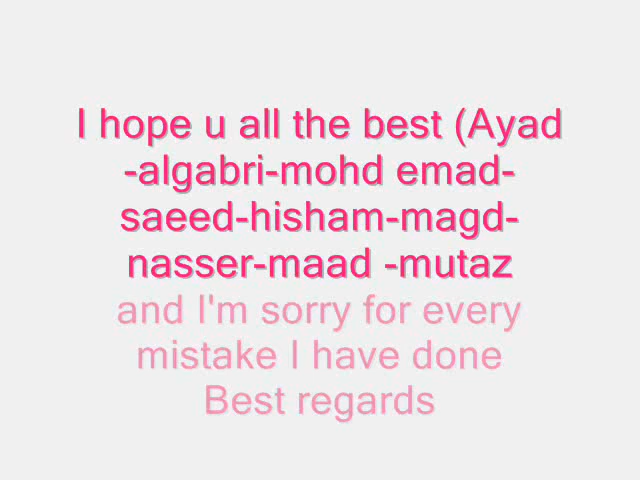 I hope u all the best (Ayad
-algabri-mohd emad-
saeed-hisham-magd-
nasser-maad -mutaz
and I'm sorry for every
mistake I have done
Best regards